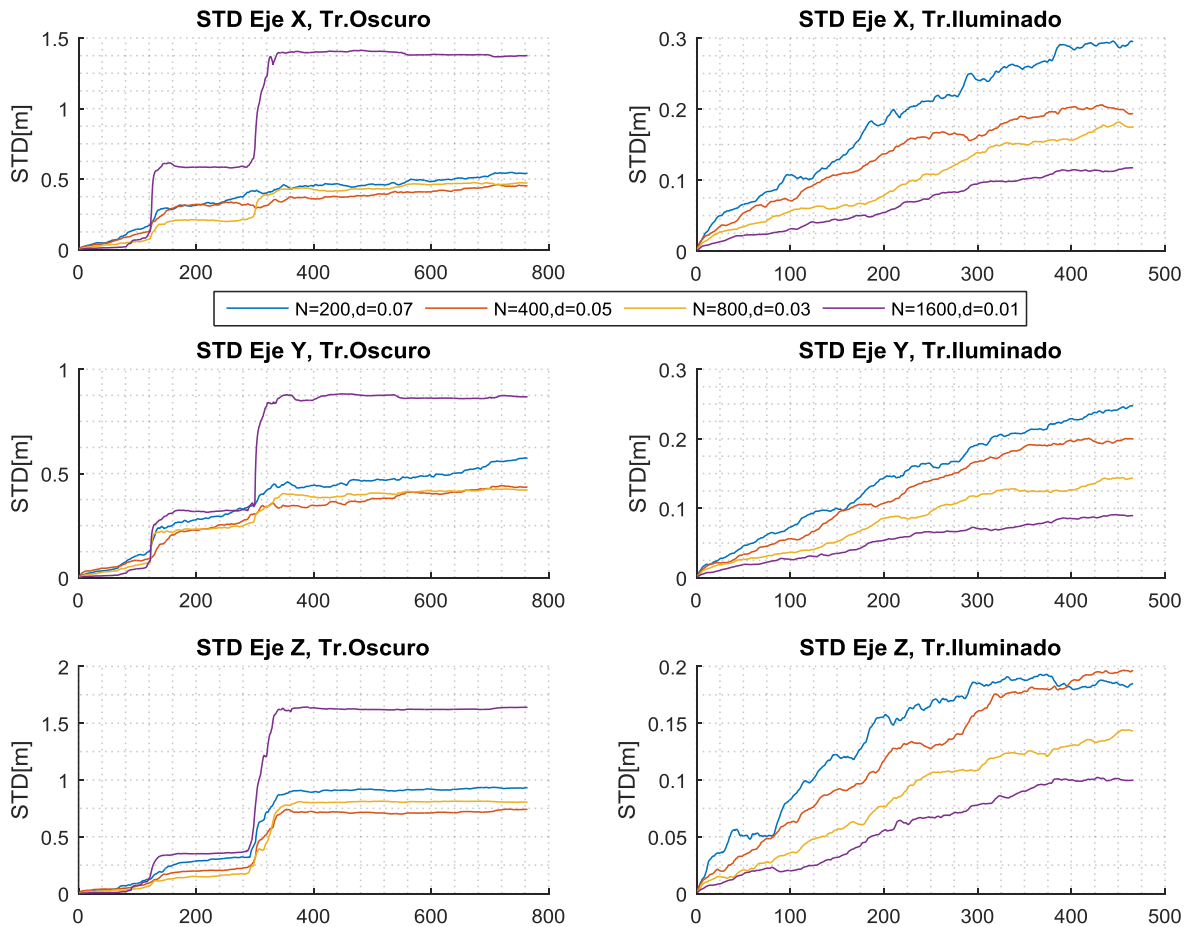 STD Eje X, Tr.Oscuro
STD[m]
1.5
1
0.5
0
0 200 400 600 800
STD Eje X, Tr.Iluminado
STD[m]
0.3
0.2
0.1
0
0 100 200 300 400 500
N=200,d=0.07 N=400,d=0.05 N=800,d=0.03 N=1600,d=0.01
STD Eje Y, Tr.Oscuro
STD[m]
1
0.5
0
0 200 400 600 800
STD Eje Y, Tr.Iluminado
STD[m]
0.3
0.2
0.1
0
0 100 200 300 400 500
STD Eje Z, Tr.Oscuro
STD[m]
2
1.5
1
0.5
0
0 200 400 600 800
STD Eje Z, Tr.Iluminado
STD[m]
0.2
0.15
0.1
0.05
0
0 100 200 300 400 500